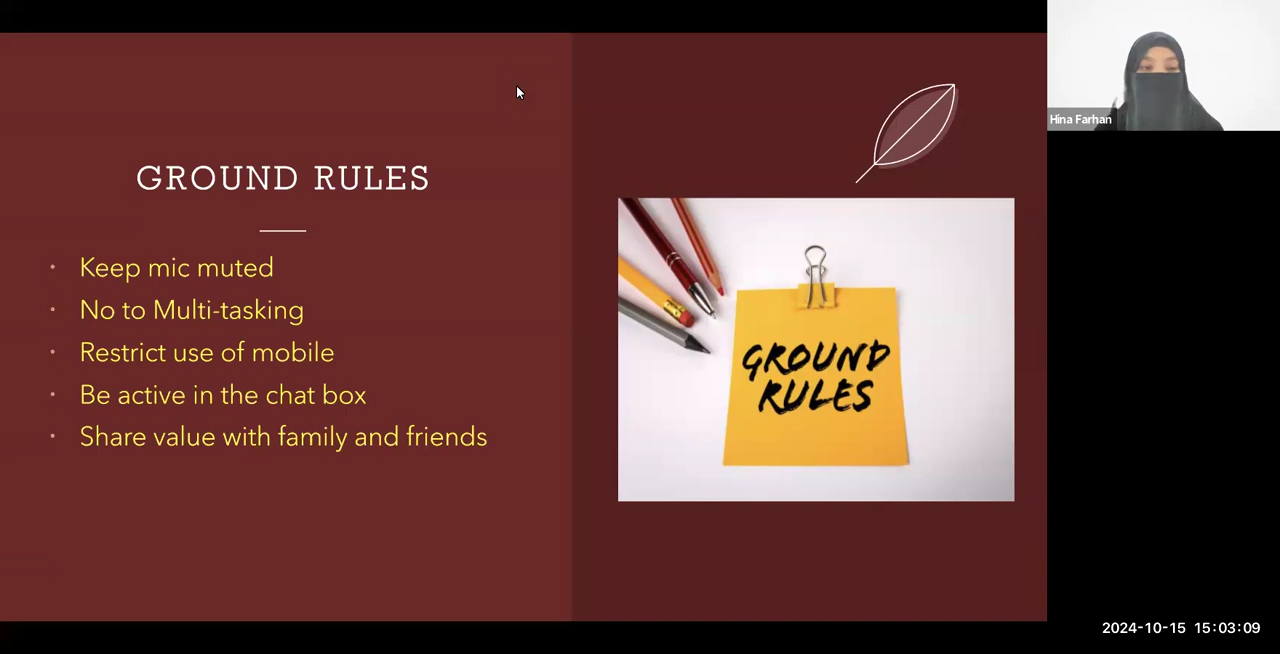 GROUND RULES
Keep mic muted
No to Multi-tasking
Restrict use of mobile
Be active in the chat box
Share value with family and friends
GROUND
RULES
Hina Farhan
2024-10-15 15:03:09